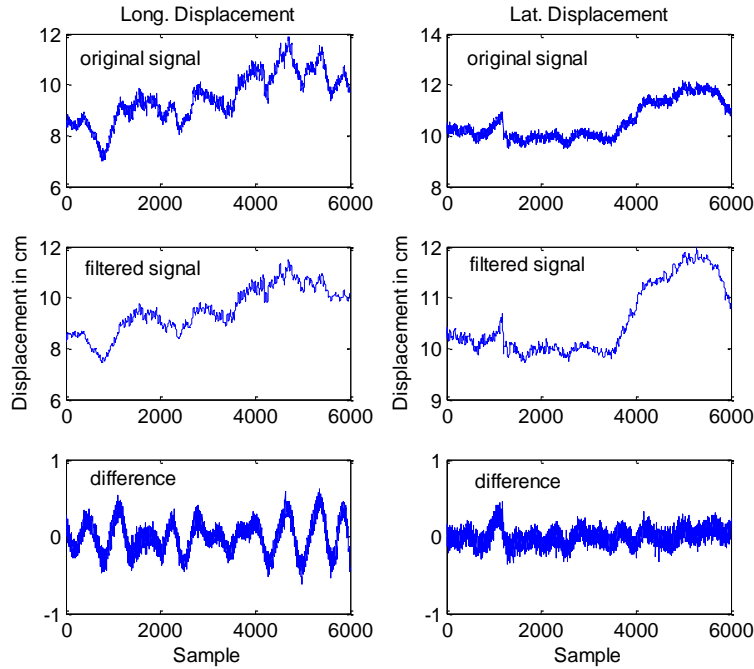 Long. Displacement
12
10
8
6
original signal
0 2000 4000 6000
Lat. Displacement
14
12
10
8
original signal
0 2000 4000 6000
Displacement in cm
12
10
8
6
filtered signal
0 2000 4000 6000
Displacement in cm
12
11
10
9
filtered signal
0 2000 4000 6000
1
0
-1
difference
0 2000 4000 6000
Sample
1
0
-1
difference
0 2000 4000 6000
Sample